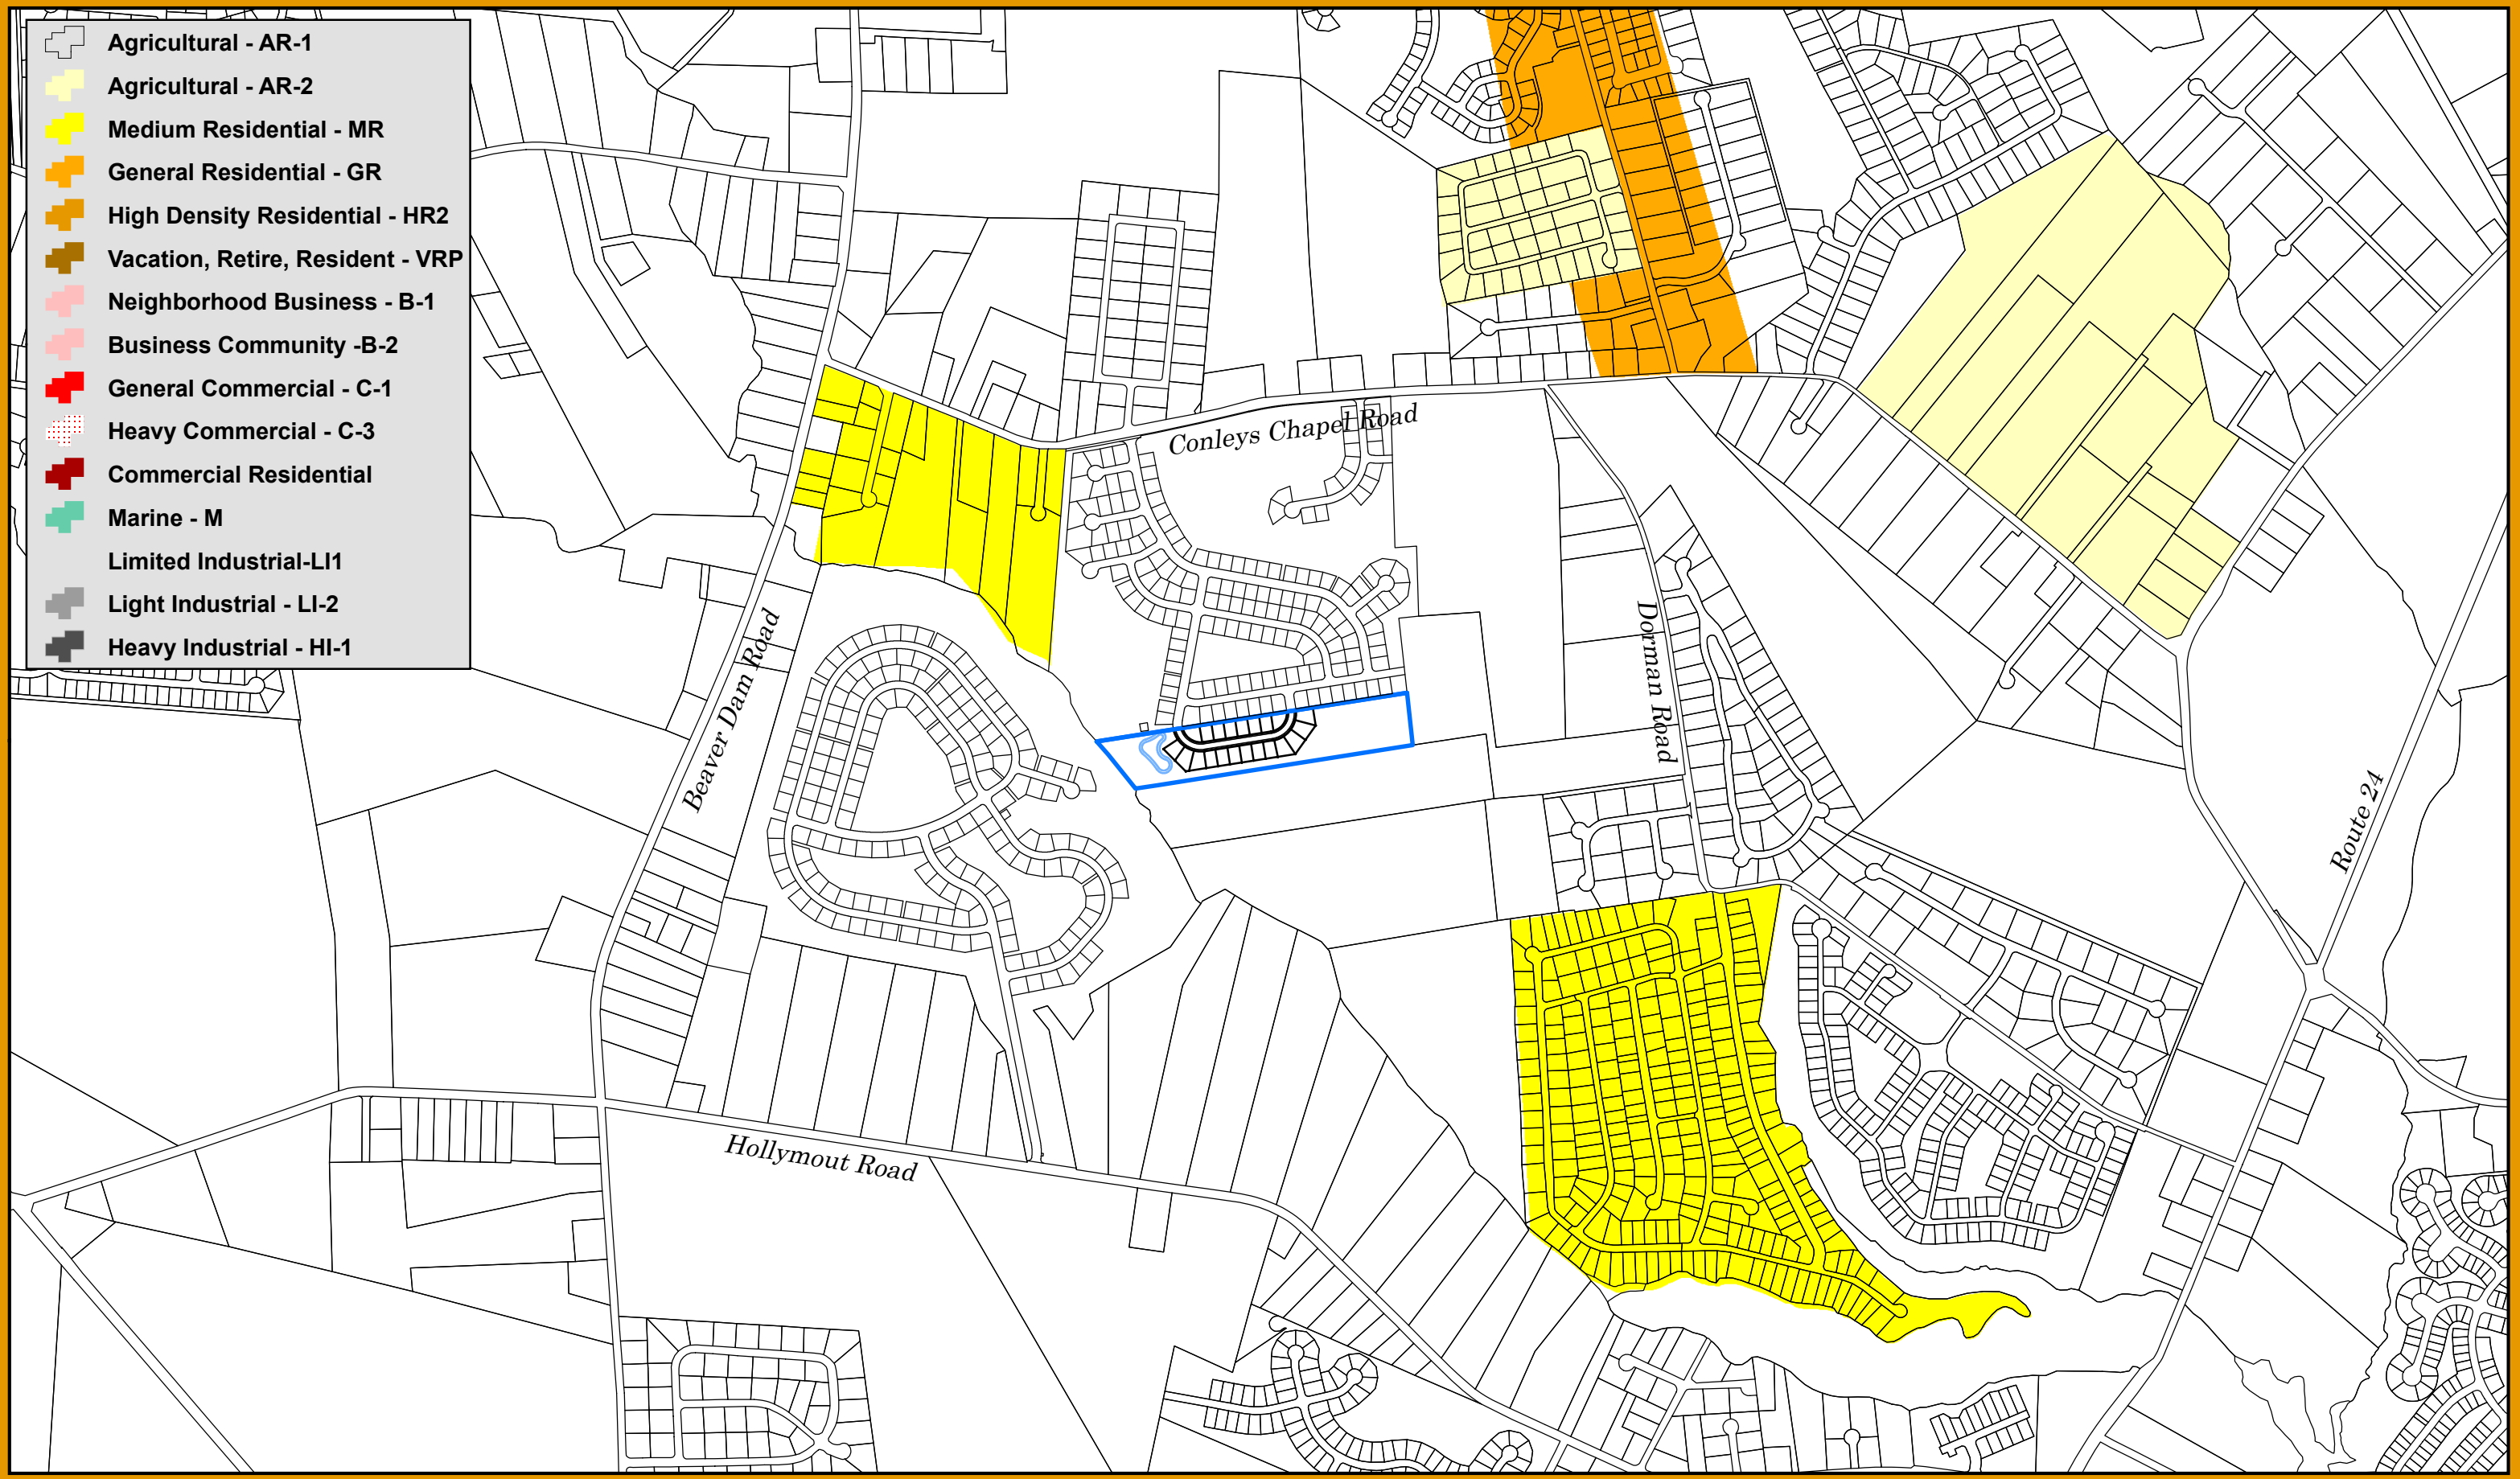 Agricultural - AR-1
Agricultural - AR-2
Medium Residential - MR
General Residential - GR
High Density Residential - HR2
Vacation, Retire, Resident - VRP
Neighborhood Business - B-1
Business Community -B-2
General Commercial - C-1
Heavy Commercial - C-3
Commercial Residential
Marine - M
Limited Industrial-LI1
Light Industrial - LI-2
Heavy Industrial - HI-1
Conleys Chapel Road
Beaver Dam Road
Dorman Road
Route 24
Hollymout Road